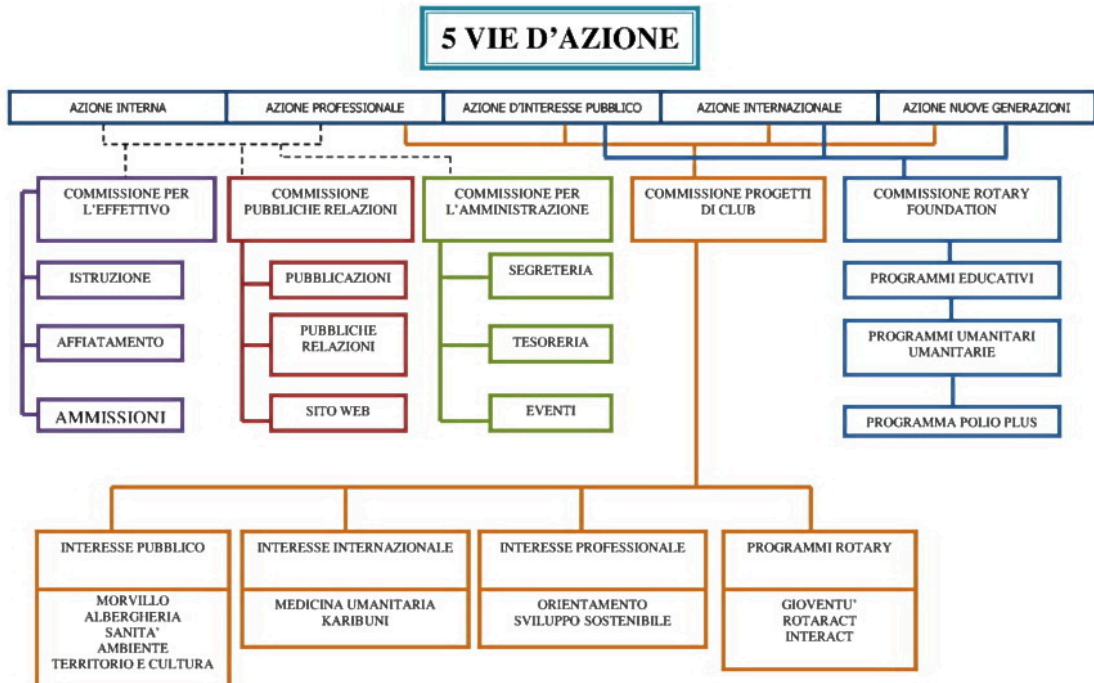 5 VIE D'AZIONE
AZIONE INTERNA
AZIONE PROFESSIONALE
AZIONE D'INTERESSE PUBBLICO
AZIONE INTERNAZIONALE
AZIONE NUOVE GENERAZIONI
COMMISSIONE PER
L'EFFETTIVO
ISTRUZIONE
AFFIATAMENTO
AMMISSIONI
COMMISSIONE
PUBBLICHE RELAZIONI
PUBBLICAZIONI
PUBBLICHE
RELAZIONI
SITO WEB
COMMISSIONE PER
L'AMMINISTRAZIONE
SEGRETERIA
TESORERIA
EVENTI
COMMISSIONE PROGETTI
DI CLUB
COMMISSIONE ROTARY
FOUNDATION
PROGRAMMI EDUCATIVI
PROGRAMMI UMANITARI
UMANITARIE
PROGRAMMA POLIO PLUS
INTERESSE PUBBLICO
MORVILLO
ALBERGHERIA
SANITA'
AMBIENTE
TERRITORIO E CULTURA
INTERESSE INTERNAZIONALE
MEDICINA UMANITARIA
KARIBUNI
INTERESSE PROFESSIONALE
ORIENTAMENTO
SVILUPPO SOSTENIBILE
PROGRAMMI ROTARY
GIOVENTU'
ROTARACT
INTERACT